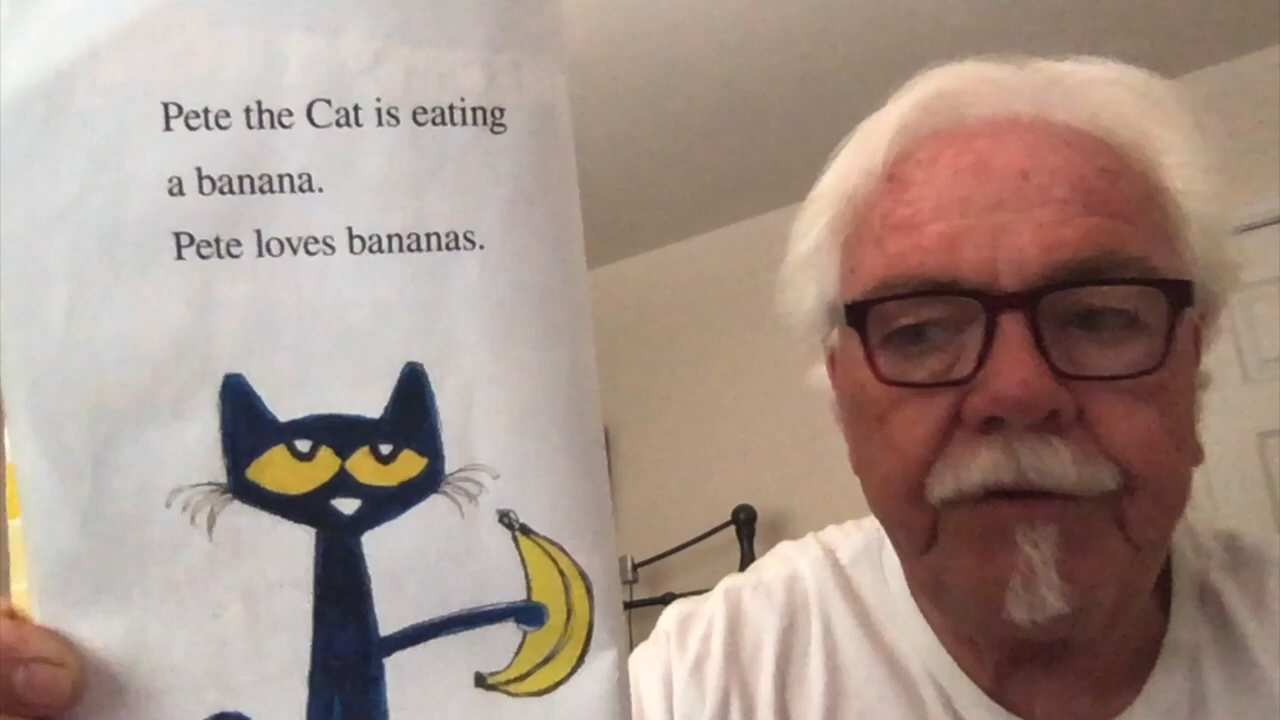 Pete the Cat is eating
a banana.
Pete loves bananas.